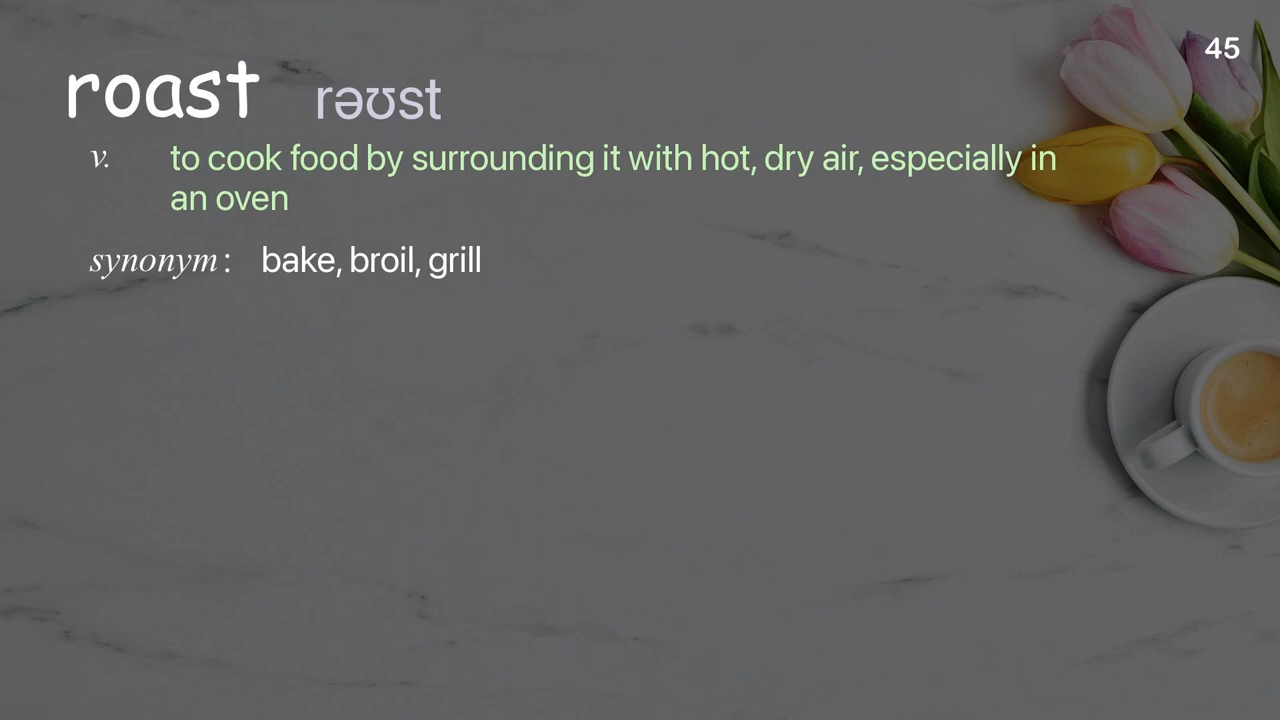 45
roast rəʊst
v. to cook food by surrounding it with hot, dry air, especially in
an oven
synonym : bake, broil, grill